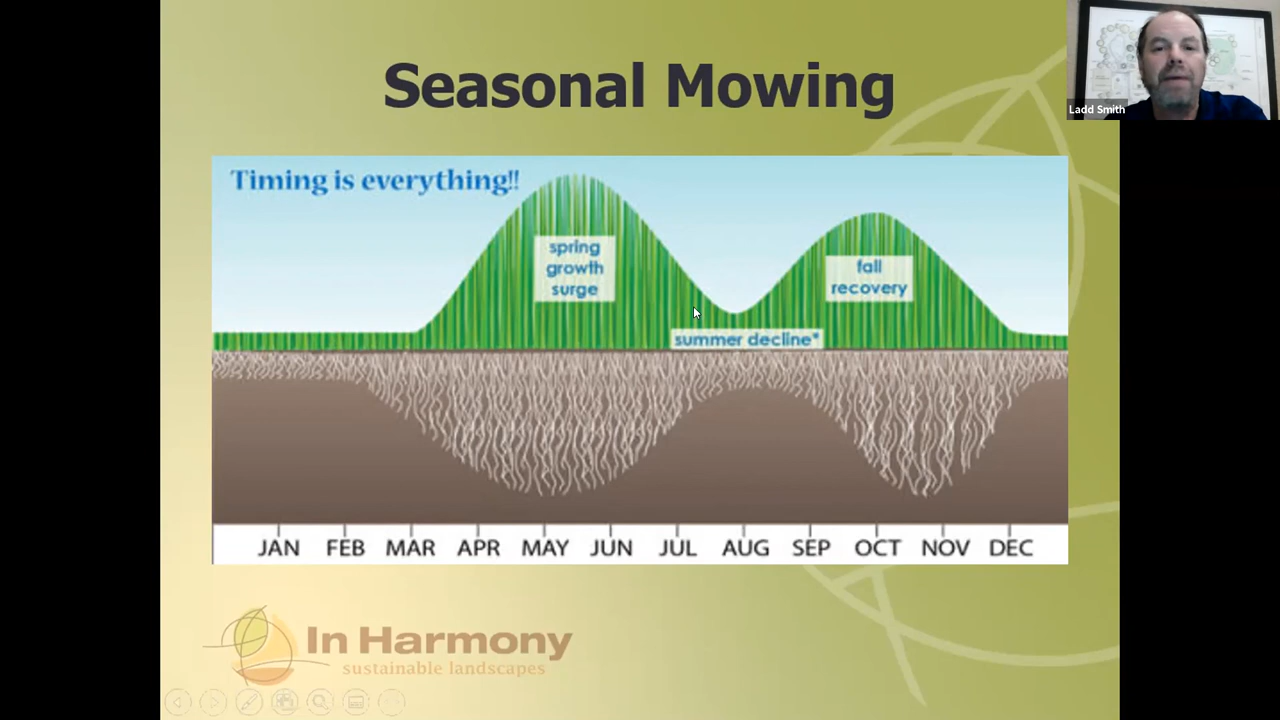 Seasonal Mowing
Ladd Smith
Timing is everything!!
spring
growth
surge
fall
recovery
summer decline*
JAN FEB MAR APR MAY JUN JUL AUG SEP OCT NOV DEC
In Harmony
sustainable landscapes